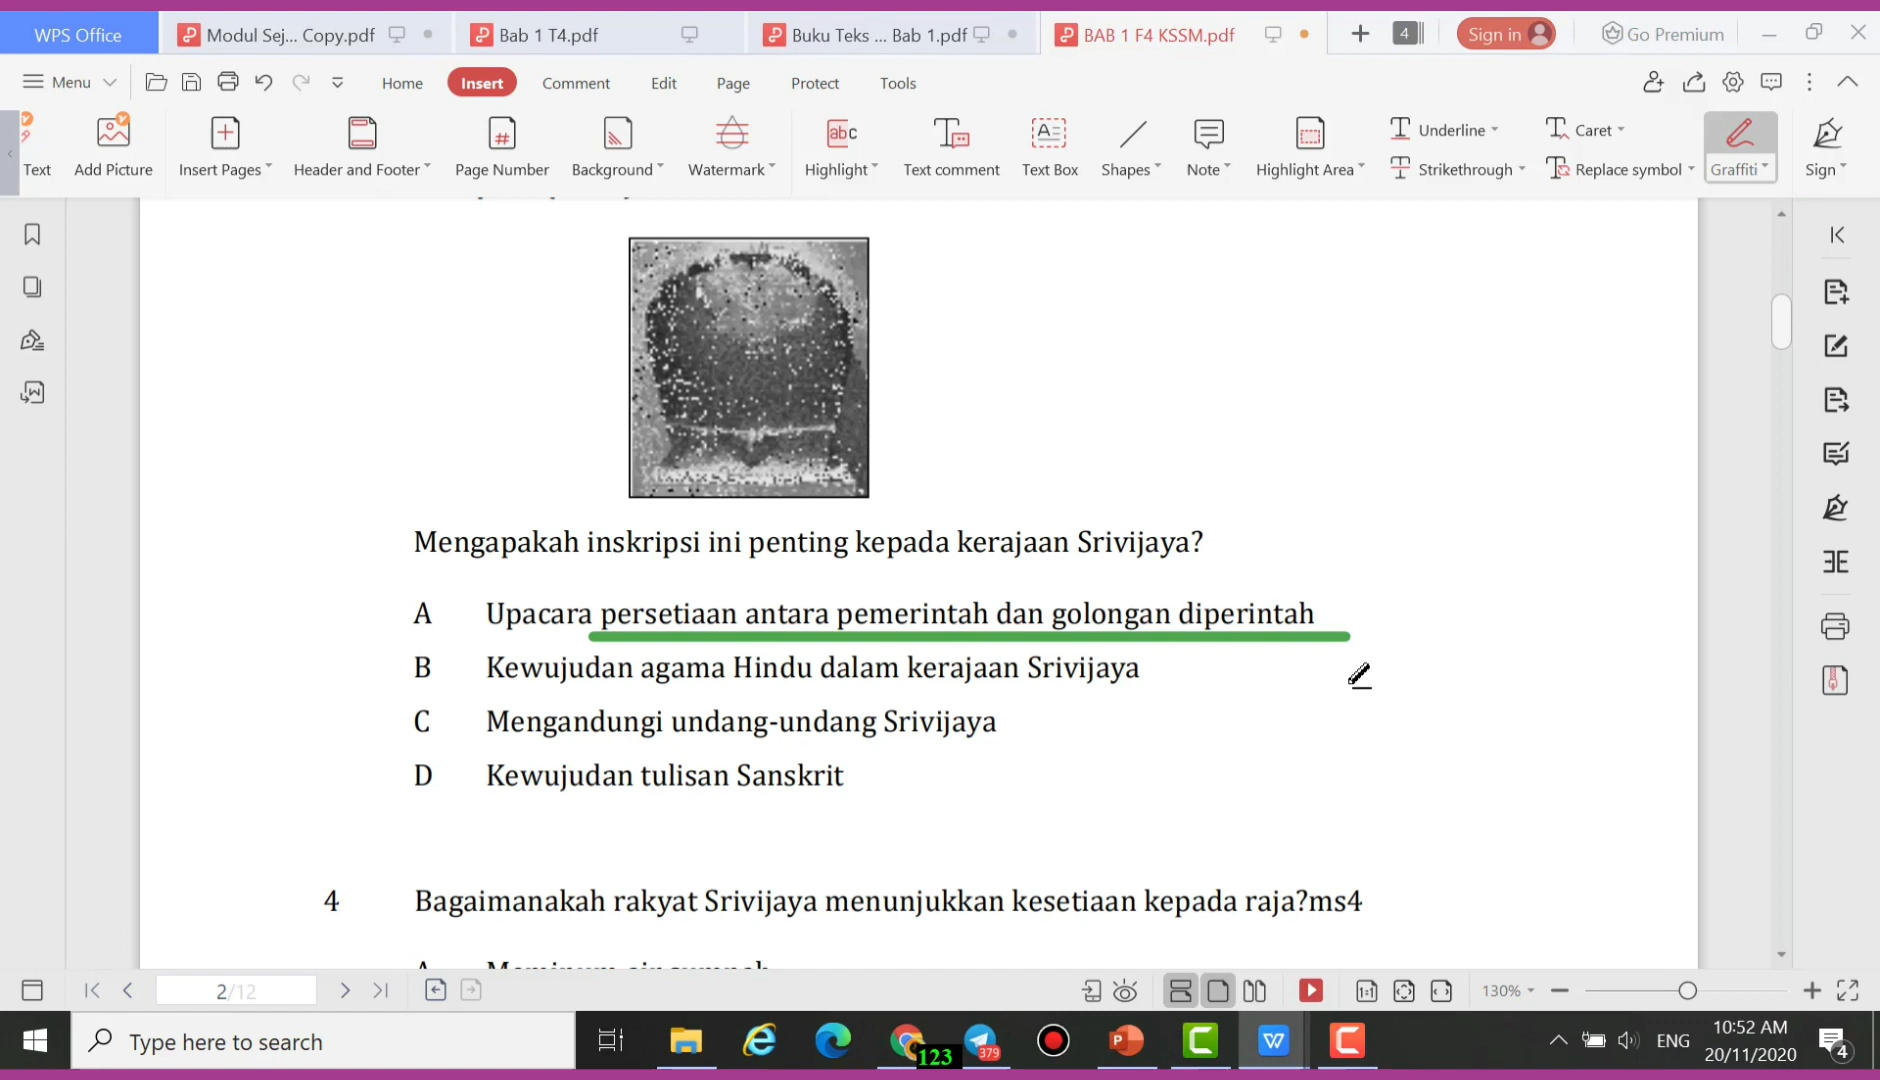 WPS Office
Modul Sej... Copy.pdf
Bab 1 T4.pdf
Buku Teks ... Bab 1.pdf
BAB 1 F4 KSSM.pdf
4
Sign in
Go Premium
Menu
Home
Insert
Comment
Edit
Page
Protect
Tools
Text
Add Picture
Insert Pages
Header and Footer
Page Number
Background
Watermark
Highlight
Text comment
Text Box
Shapes
Note
Highlight Area
Underline
Strikethrough
Caret
Replace symbol
Graffiti
Sign
Mengapakah inskripsi ini penting kepada kerajaan Srivijaya?
A Upacara persetiaan antara pemerintah dan golongan diperintah
B Kewujudan agama Hindu dalam kerajaan Srivijaya
C Mengandungi undang-undang Srivijaya
D Kewujudan tulisan Sanskrit
4 Bagaimanakah rakyat Srivijaya menunjukkan kesetiaan kepada raja?ms4
2/12
130%
Type here to search
123
379
ENG
10:52 AM
20/11/2020
4